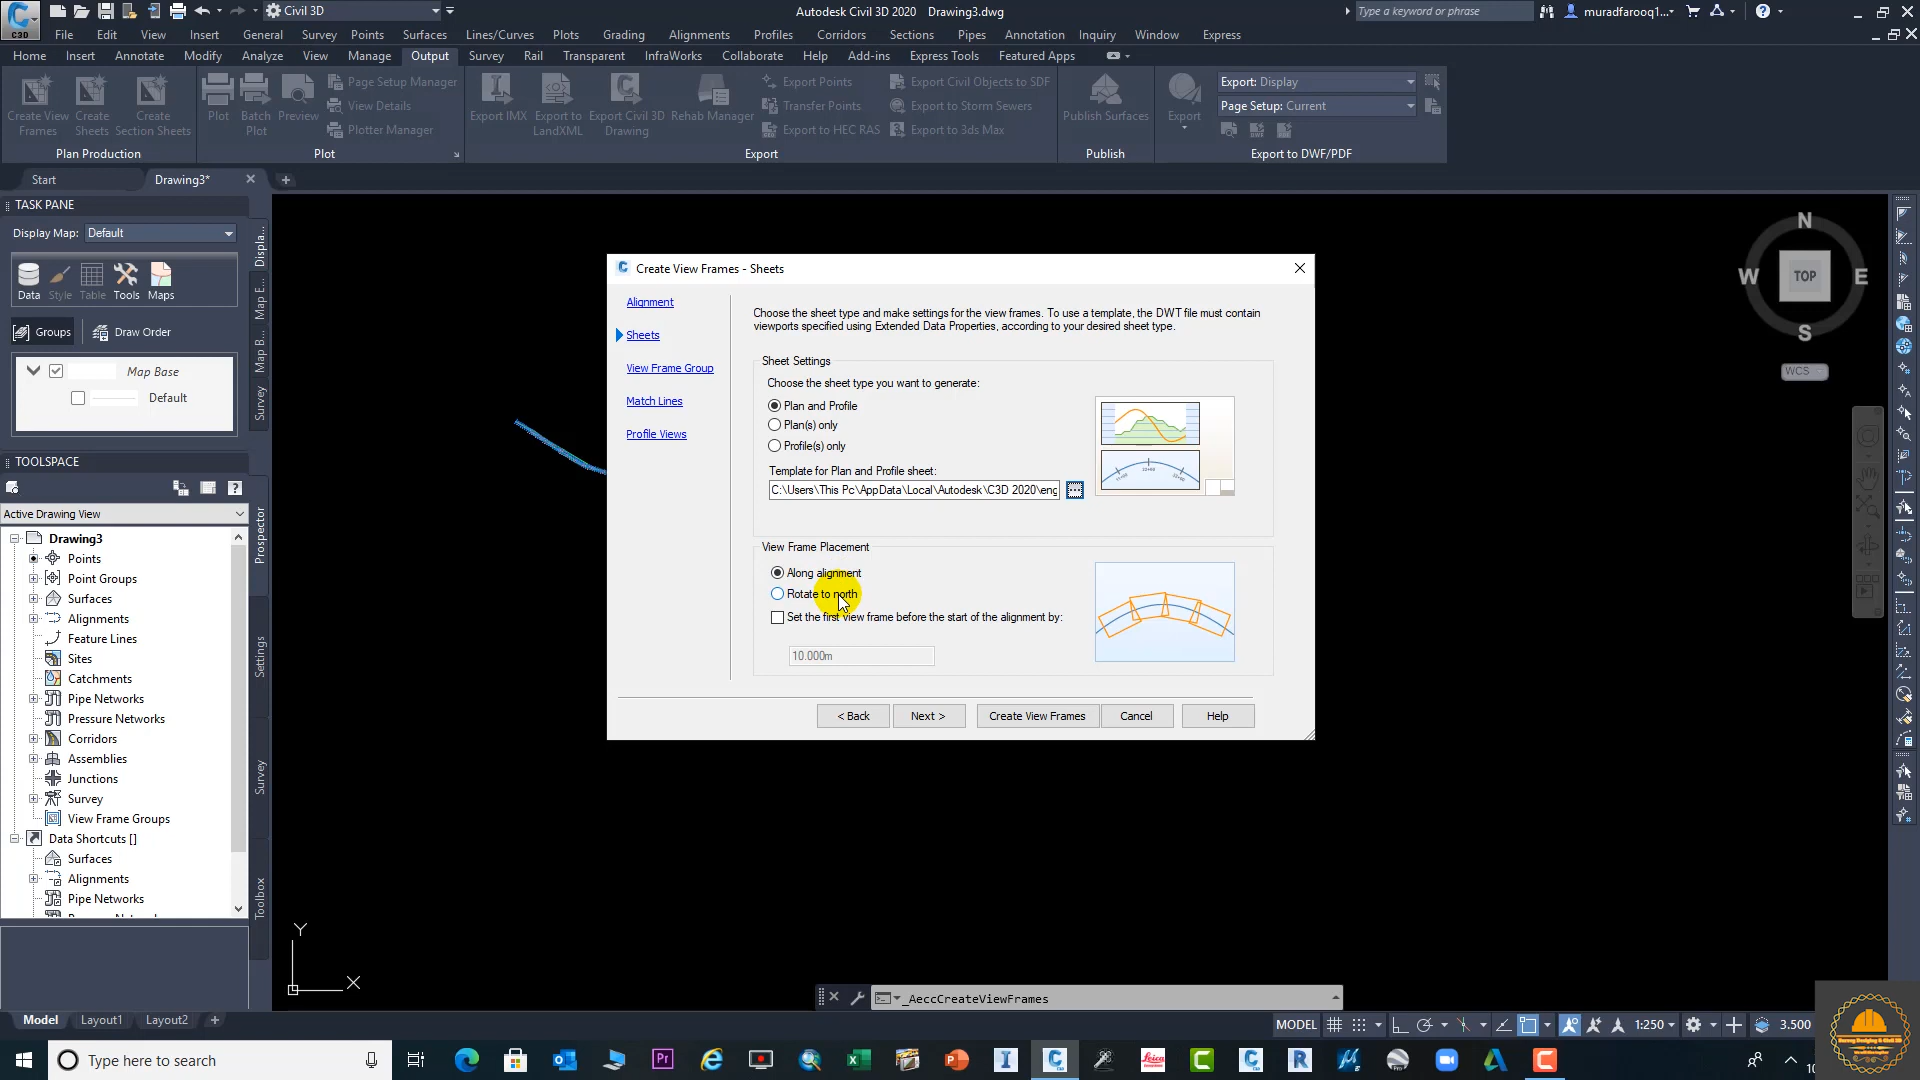 Civil 3D
Autodesk Civil 3D 2020 Drawing3.dwg
Type a keyword or phrase
muradfarooq1...
C3D
File Edit View Insert General Survey Points Surfaces Lines/Curves Plots Grading Alignments Profiles Corridors Sections Pipes Annotation Inquiry Window Express
Home Insert Annotate Modify Analyze View Manage Output Survey Rail Transparent InfraWorks Collaborate Help Add-ins Express Tools Featured Apps
Create View Frames
Create Sheets
Create Section Sheets
Plan Production
Plot
Batch Plot
Preview
Page Setup Manager
View Details
Plotter Manager
Plot
Export IMX
Export to LandXML
Export Civil 3D Drawing
Rehab Manager
Export Points
Transfer Points
Export to HEC RAS
Export Civil Objects to SDF
Export to Storm Sewers
Export to 3ds Max
Export
Publish Surfaces
Publish
Export
Export: Display
Page Setup: Current
Export to DWF/PDF
Start
Drawing3*
TASK PANE
Display Map: Default
Data Style Table Tools Maps
Groups Draw Order
Map Base
Default
Displa...
Map E...
Map B...
Survey
TOOLSPACE
Active Drawing View
Drawing3
Points
Point Groups
Surfaces
Alignments
Feature Lines
Sites
Catchments
Pipe Networks
Pressure Networks
Corridors
Assemblies
Junctions
Survey
View Frame Groups
Data Shortcuts []
Surfaces
Alignments
Pipe Networks
Prospector
Settings
Survey
Toolbox
Create View Frames - Sheets
Alignment
Sheets
View Frame Group
Match Lines
Profile Views
Choose the sheet type and make settings for the view frames. To use a template, the DWT file must contain
viewports specified using Extended Data Properties, according to your desired sheet type.
Sheet Settings
Choose the sheet type you want to generate:
Plan and Profile
Plan(s) only
Profile(s) only
Template for Plan and Profile sheet:
C:\Users\This Pc\AppData\Local\Autodesk\C3D 2020\eng
View Frame Placement
Along alignment
Rotate to north
Set the first view frame before the start of the alignment by:
10.000m
< Back
Next >
Create View Frames
Cancel
Help
N
W TOP E
S
WCS
Y
X
_AeccCreateViewFrames
Model Layout1 Layout2
MODEL
1:250
3.500
Type here to search